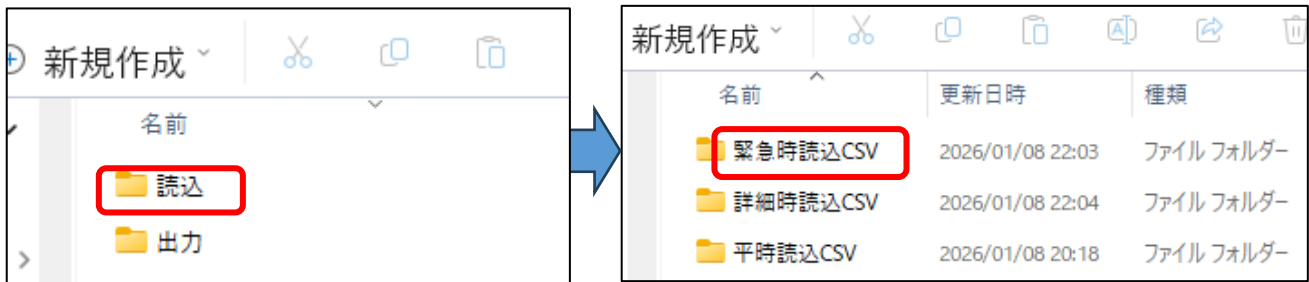 新規作成
名前
読込
出力
新規作成
名前 更新日時 種類
緊急時読込CSV 2026/01/08 22:03 ファイル フォルダー
詳細時読込CSV 2026/01/08 22:04 ファイル フォルダー
平時読込CSV 2026/01/08 20:18 ファイル フォルダー